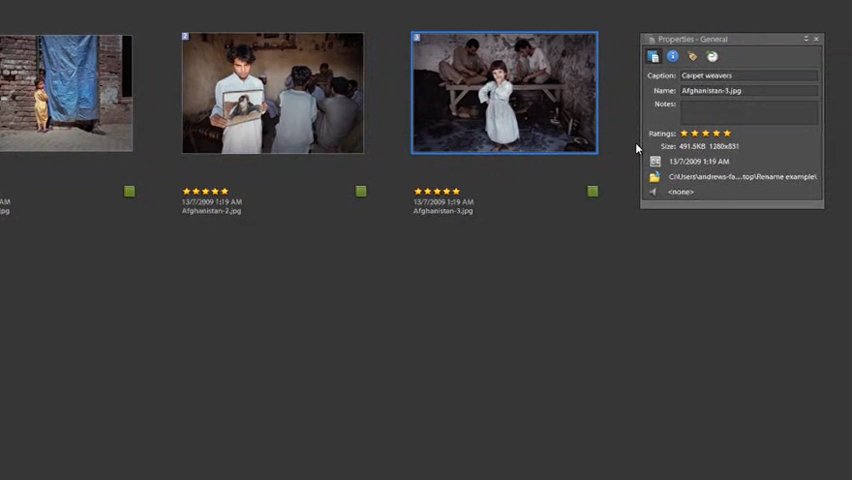 Properties - General
Caption: Carpet weavers
Name: Afghanistan-3.jpg
Notes:
Ratings:
Size: 491.5KB 1280x831
13/7/2009 1:19 AM
C:\Users\andrews-fa...top\Rename example\
<none>
AM
jpg
13/7/2009 1:19 AM
Afghanistan-2.jpg
13/7/2009 1:19 AM
Afghanistan-3.jpg